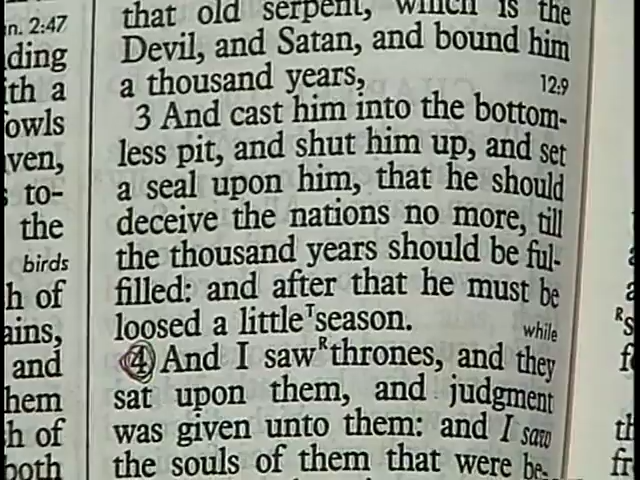 n. 2:47
ding
th a
owls
ven,
to-
the
birds
h of
ains,
and
hem
h of
both
that old serpent, which is the
Devil, and Satan, and bound him
a thousand years, 12:9
3 And cast him into the bottom-
less pit, and shut him up, and set
a seal upon him, that he should
deceive the nations no more, till
the thousand years should be ful-
filled: and after that he must be
loosed a little ᵀseason. while
4 And I saw ᴿthrones, and they
sat upon them, and judgment
was given unto them: and I saw
the souls of them that were be-